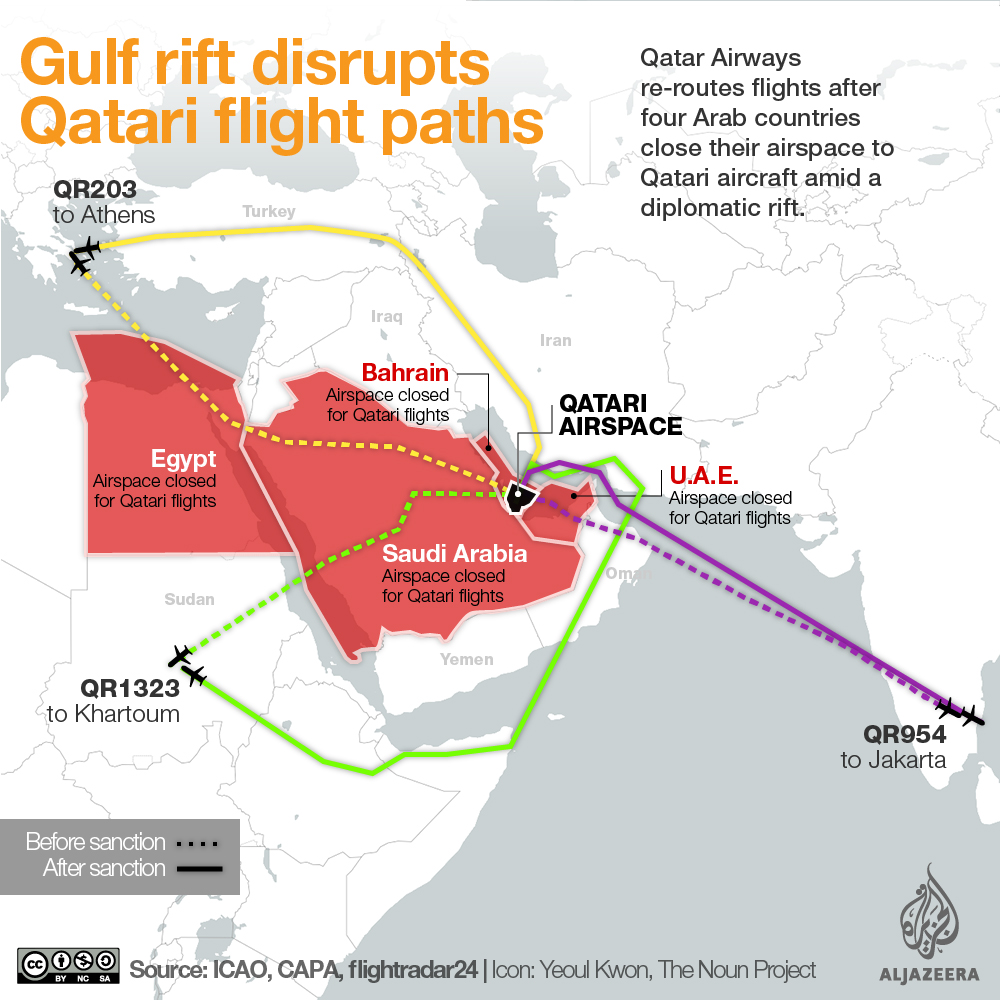 Gulf rift disrupts
Qatari flight paths
Qatar Airways
re-routes flights after
four Arab countries
close their airspace to
Qatari aircraft amid a
diplomatic rift.
QR203
to Athens
Turkey
Iraq
Iran
Bahrain
Airspace closed
for Qatari flights
QATARI
AIRSPACE
Egypt
Airspace closed
for Qatari flights
U.A.E.
Airspace closed
for Qatari flights
Saudi Arabia
Airspace closed
for Qatari flights
Oman
Sudan
Yemen
QR1323
to Khartoum
QR954
to Jakarta
Before sanction
After sanction
cc BY NC SA
Source: ICAO, CAPA, flightradar24 | Icon: Yeoul Kwon, The Noun Project
ALJAZEERA